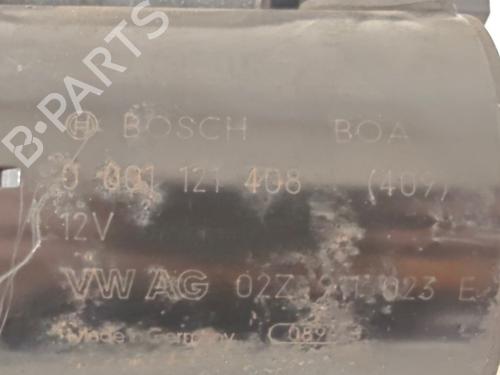 B-PARTS
BOSCH BOA
0 001 121 408 (409)
12V
VW AG 02Z 911 023 E
Made in Germany